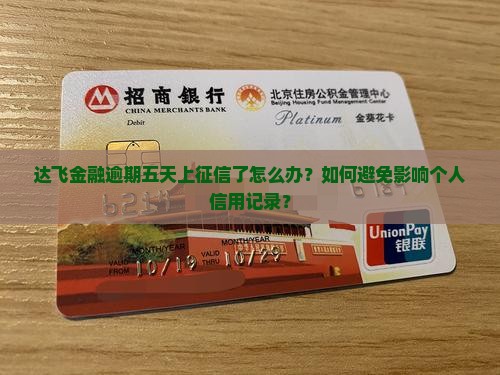 招商银行
CHINA MERCHANTS BANK
Debit
北京住房公积金管理中心
Beijing Housing Fund Management Center
Platinum 金葵花卡
达飞金融逾期五天上征信了怎么办？如何避免影响个人
信用记录？
UnionPay
银联
MONTH/YEAR MONTH/YEAR
VALID FROM 10/19 VALID THRU 10/29